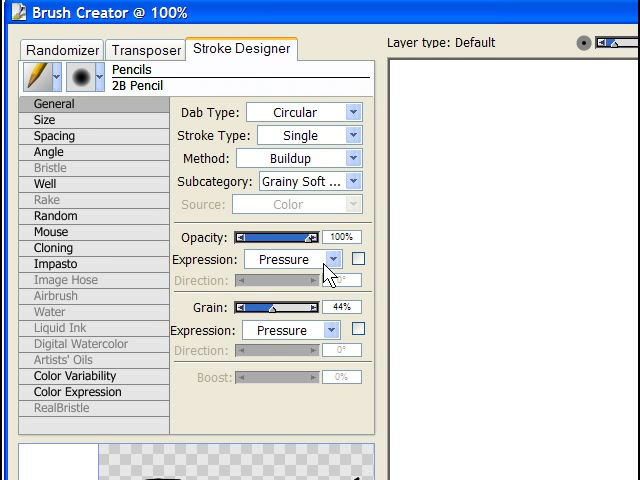 Brush Creator @ 100%
Randomizer Transposer Stroke Designer
Layer type: Default
Pencils
2B Pencil
General
Size
Spacing
Angle
Bristle
Well
Rake
Random
Mouse
Cloning
Impasto
Image Hose
Airbrush
Water
Liquid Ink
Digital Watercolor
Artists' Oils
Color Variability
Color Expression
RealBristle
Dab Type: Circular
Stroke Type: Single
Method: Buildup
Subcategory: Grainy Soft ...
Source: Color
Opacity: 100%
Expression: Pressure
Direction: 0°
Grain: 44%
Expression: Pressure
Direction: 0°
Boost: 0%